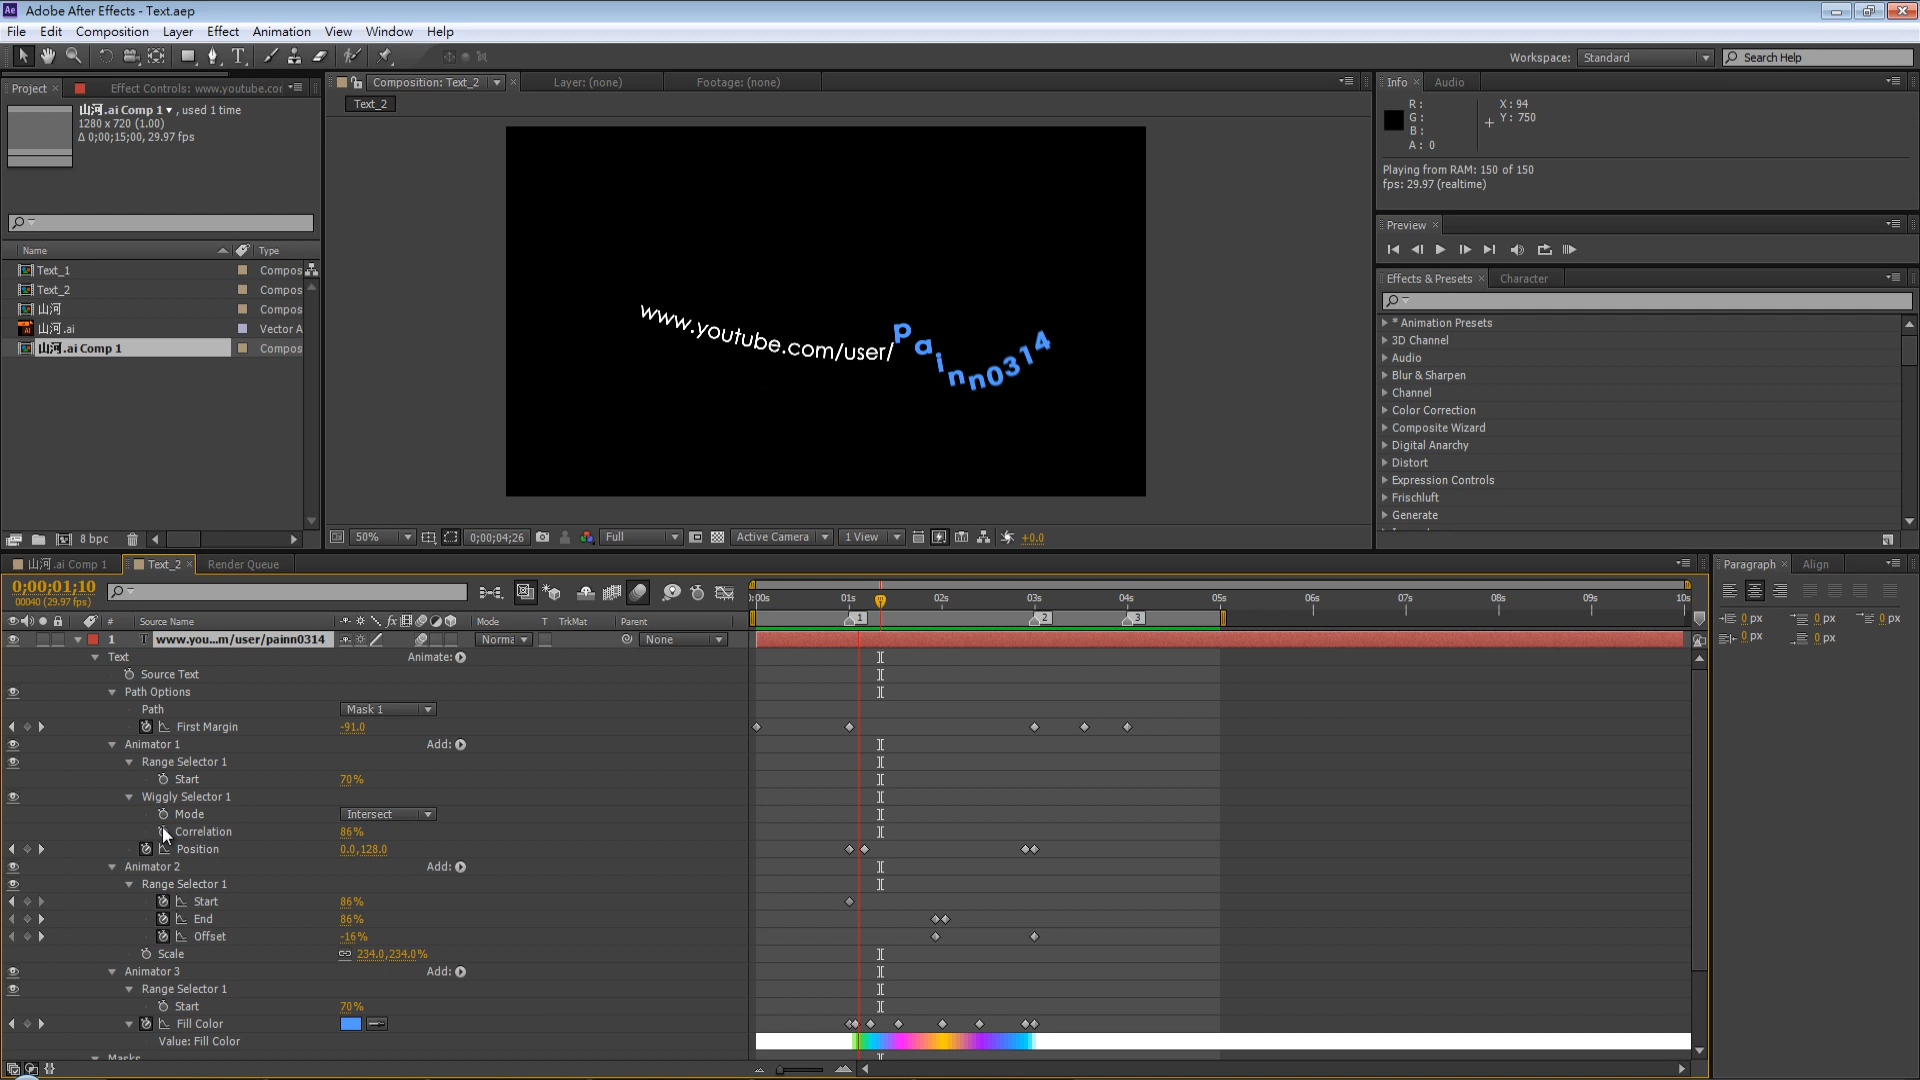 Adobe After Effects - Text.aep
File Edit Composition Layer Effect Animation View Window Help
Workspace: Standard Search Help
Project Effect Controls: www.youtube.cor
山河.ai Comp 1 , used 1 time
1280 x 720 (1.00)
Δ 0;00;15;00, 29.97 fps
Name Type
Text_1 Compos
Text_2 Compos
山河 Compos
山河.ai Vector A
山河.ai Comp 1 Compos
8 bpc
Composition: Text_2 Layer: (none) Footage: (none)
Text_2
www.youtube.com/user/painn0314
50% 0;00;04;26 Full Active Camera 1 View +0.0
Info Audio
R: X: 94
G: Y: 750
B:
A: 0
Playing from RAM: 150 of 150
fps: 29.97 (realtime)
Preview
Effects & Presets Character
* Animation Presets
3D Channel
Audio
Blur & Sharpen
Channel
Color Correction
Composite Wizard
Digital Anarchy
Distort
Expression Controls
Frischluft
Generate
山河.ai Comp 1 Text_2 Render Queue
0;00;01;10
00040 (29.97 fps)
0:00s 01s 02s 03s 04s 05s 06s 07s 08s 09s 10s
# Source Name Mode T TrkMat Parent
1 2 3
1 T www.you...m/user/painn0314 Norma None
Text Animate:
Source Text
Path Options
Path Mask 1
First Margin -91.0
Animator 1 Add:
Range Selector 1
Start 70%
Wiggly Selector 1
Mode Intersect
Correlation 86%
Position 0.0,128.0
Animator 2 Add:
Range Selector 1
Start 86%
End 86%
Offset -16%
Scale 234.0,234.0%
Animator 3 Add:
Range Selector 1
Start 70%
Fill Color
Value: Fill Color
Masks
Paragraph Align
0 px 0 px 0 px
0 px 0 px